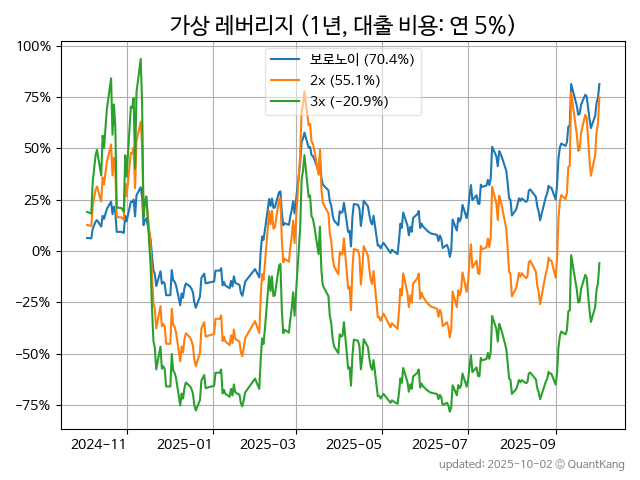 가상 레버리지 (1년, 대출 비용: 연 5%)
보로노이 (70.4%)
2x (55.1%)
3x (−20.9%)
100%
75%
50%
25%
0%
−25%
−50%
−75%
2024-11
2025-01
2025-03
2025-05
2025-07
2025-09
updated: 2025-10-02 © QuantKang